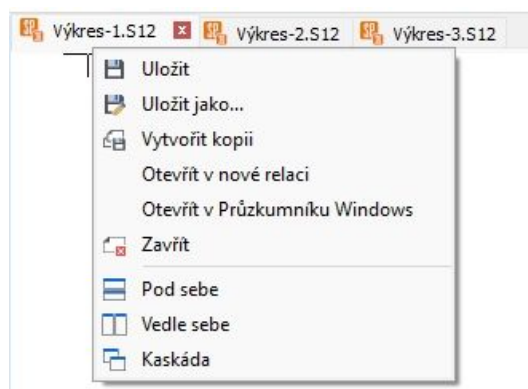 Výkres-1.S12 Výkres-2.S12 Výkres-3.S12
Uložit
Uložit jako...
Vytvořit kopii
Otevřít v nové relaci
Otevřít v Průzkumníku Windows
Zavřít
Pod sebe
Vedle sebe
Kaskáda